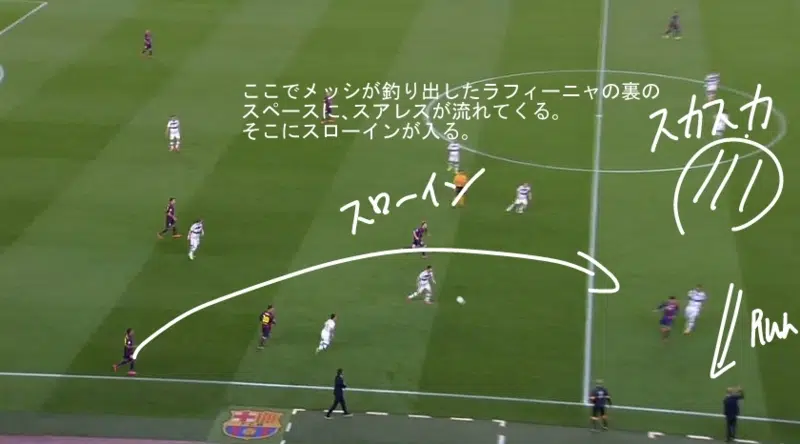 ここでメッシが釣り出したラフィーニャの裏の
スペースに、スアレスが流れてくる。
そこにスローインが入る。
スカスカ
スローイン
Run